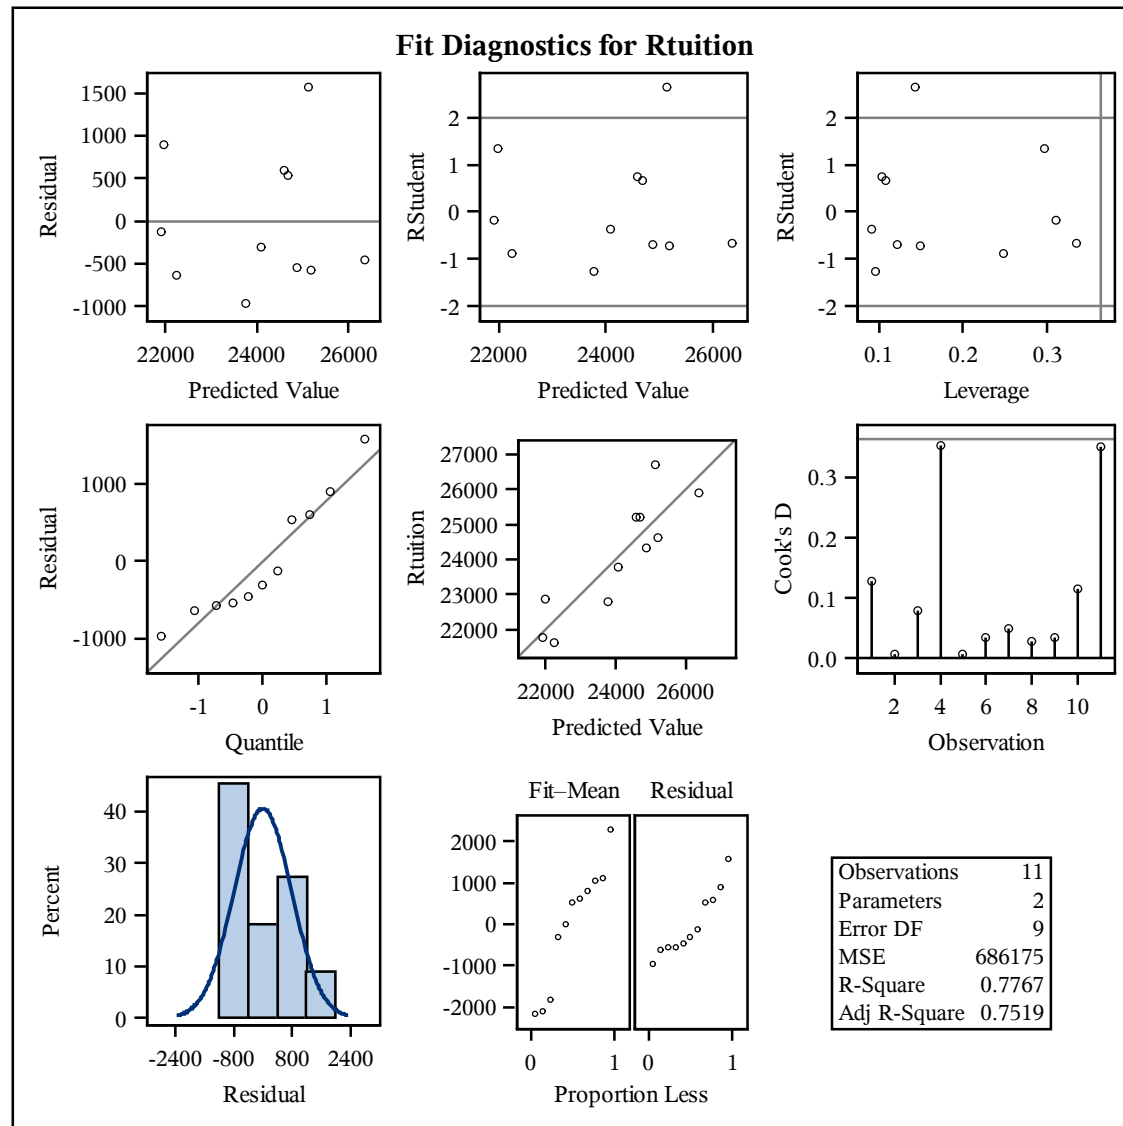 Fit Diagnostics for Rtuition
1500
1000
500
0
-500
-1000
Residual
22000 24000 26000
Predicted Value
2
1
0
-1
-2
RStudent
22000 24000 26000
Predicted Value
2
1
0
-1
-2
RStudent
0.1 0.2 0.3
Leverage
1000
0
-1000
Residual
-1 0 1
Quantile
27000
26000
25000
24000
23000
22000
Rtuition
22000 24000 26000
Predicted Value
0.3
0.2
0.1
0.0
Cook's D
2 4 6 8 10
Observation
40
30
20
10
0
Percent
-2400 -800 800 2400
Residual
Fit–Mean Residual
2000
1000
0
-1000
-2000
0 1 0 1
Proportion Less
Observations 11
Parameters 2
Error DF 9
MSE 686175
R-Square 0.7767
Adj R-Square 0.7519